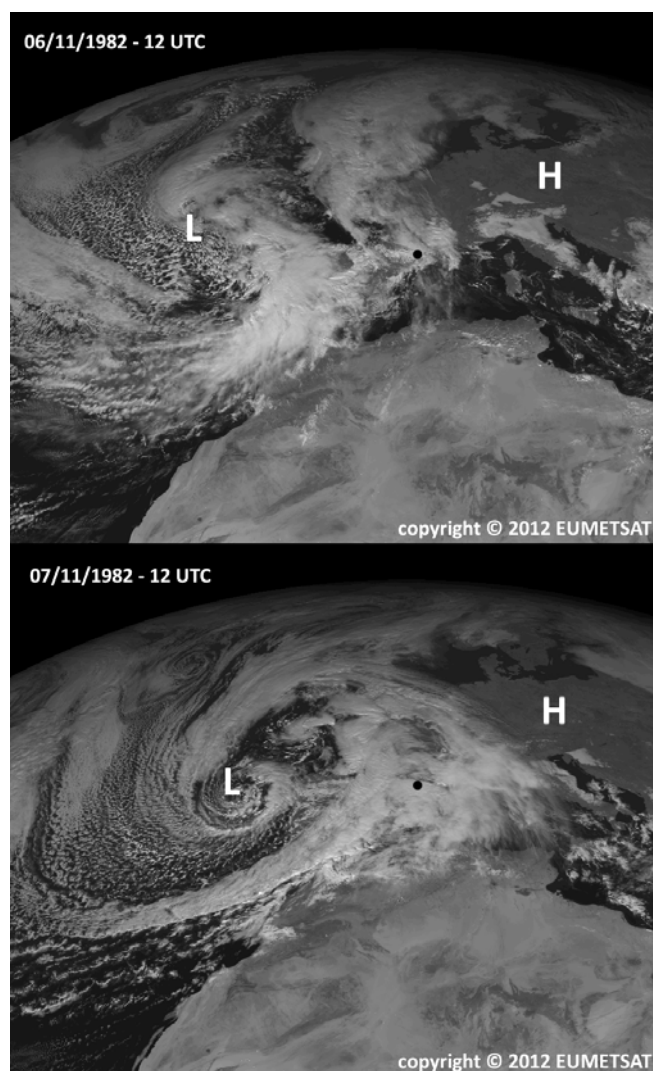 06/11/1982 - 12 UTC
H
L
copyright © 2012 EUMETSAT
07/11/1982 - 12 UTC
H
L
copyright © 2012 EUMETSAT